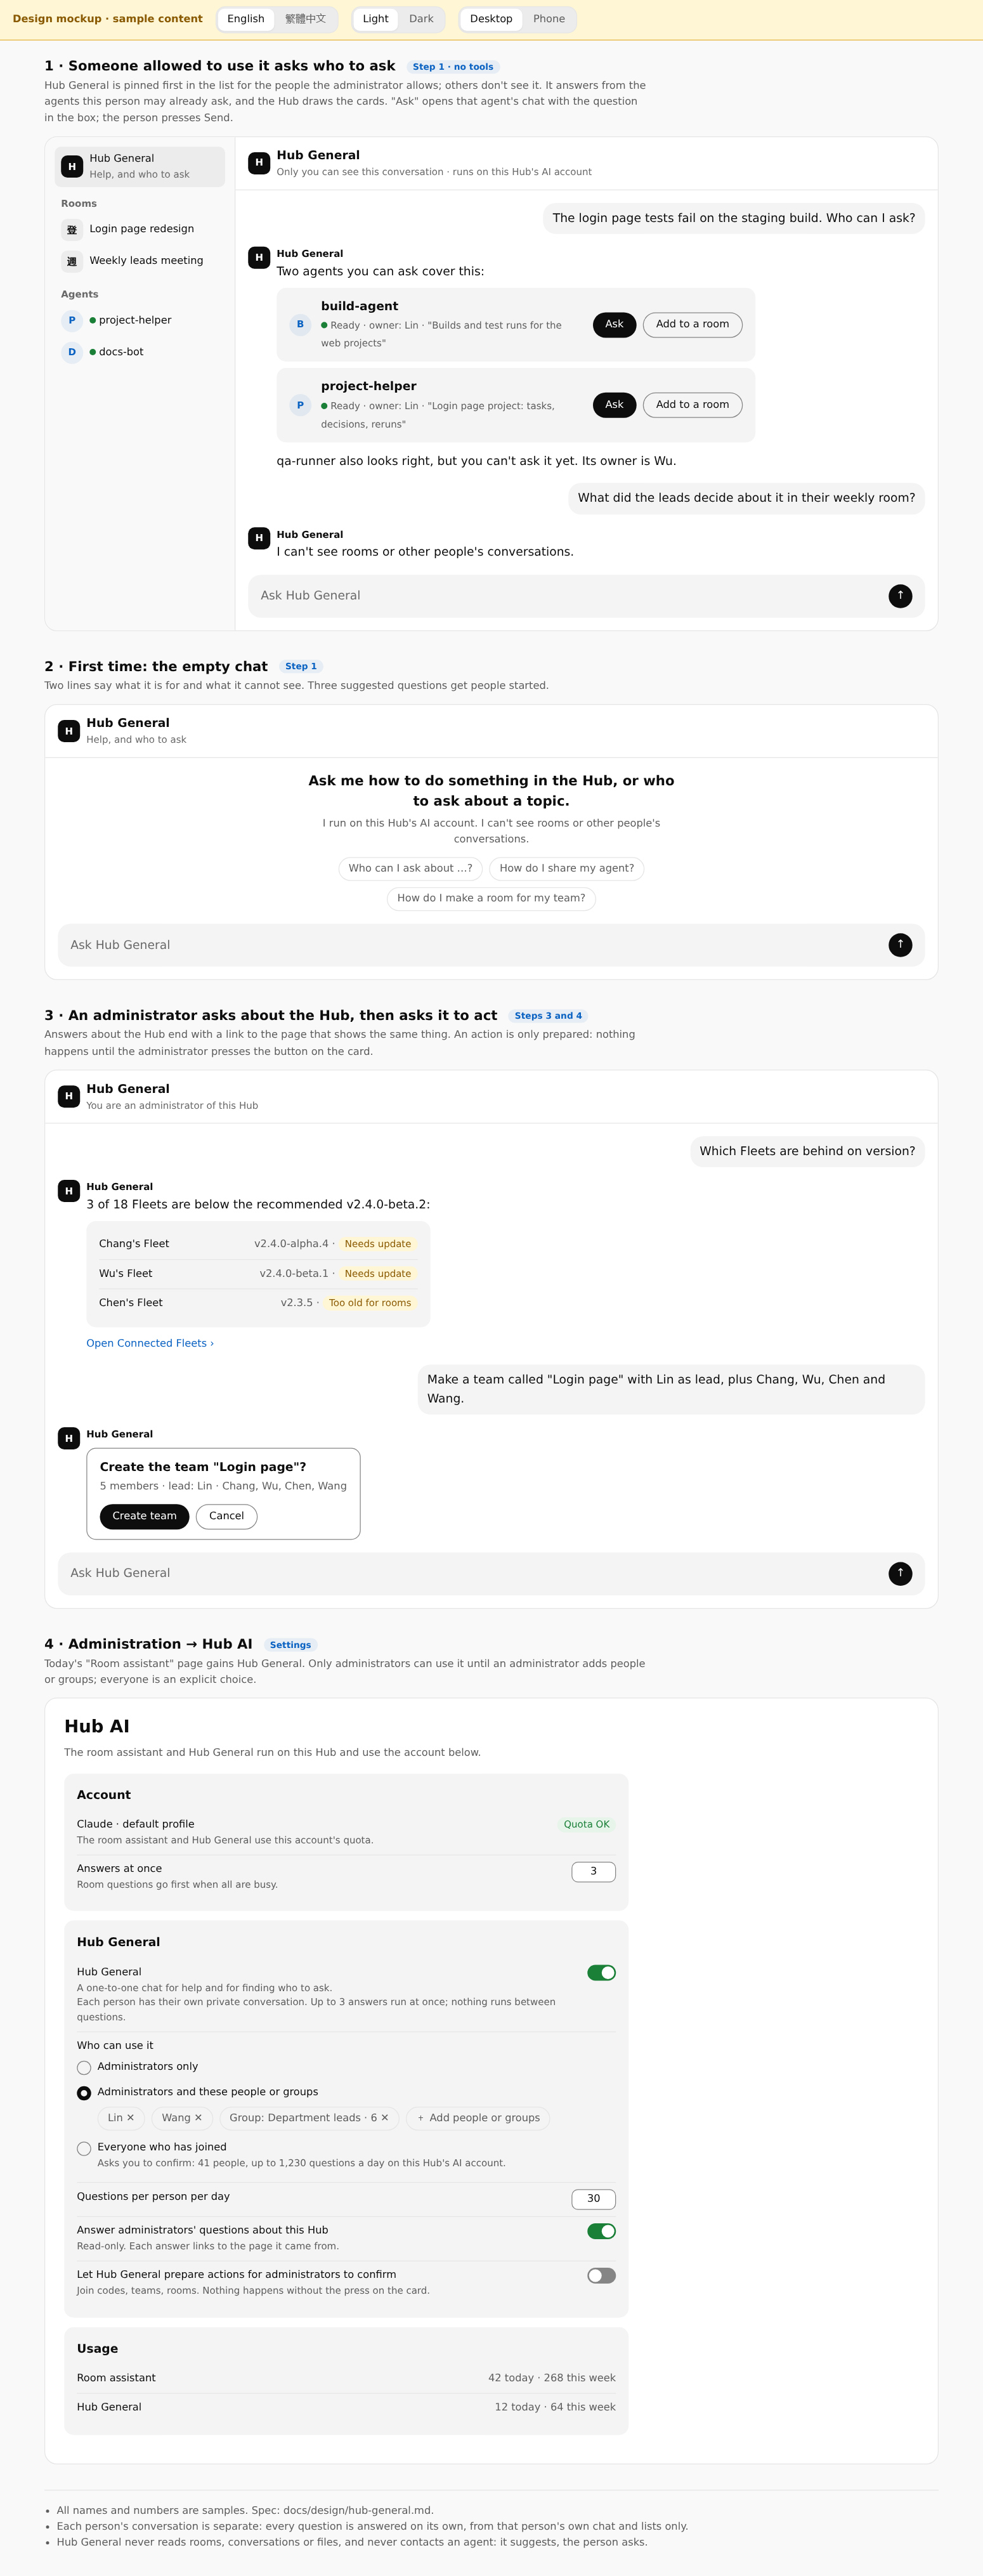 Design mockup · sample content
English
繁體中文
Light
Dark
Desktop
Phone
1 · Someone allowed to use it asks who to ask
Step 1 · no tools
Hub General is pinned first in the list for the people the administrator allows; others don't see it. It answers from the
agents this person may already ask, and the Hub draws the cards. "Ask" opens that agent's chat with the question
in the box; the person presses Send.
H
Hub General
Help, and who to ask
Rooms
登
Login page redesign
週
Weekly leads meeting
Agents
P
project-helper
D
docs-bot
H
Hub General
Only you can see this conversation · runs on this Hub's AI account
The login page tests fail on the staging build. Who can I ask?
H
Hub General
Two agents you can ask cover this:
B
build-agent
Ready · owner: Lin · "Builds and test runs for the
web projects"
Ask
Add to a room
P
project-helper
Ready · owner: Lin · "Login page project: tasks,
decisions, reruns"
Ask
Add to a room
qa-runner also looks right, but you can't ask it yet. Its owner is Wu.
What did the leads decide about it in their weekly room?
H
Hub General
I can't see rooms or other people's conversations.
Ask Hub General
↑
2 · First time: the empty chat
Step 1
Two lines say what it is for and what it cannot see. Three suggested questions get people started.
H
Hub General
Help, and who to ask
Ask me how to do something in the Hub, or who
to ask about a topic.
I run on this Hub's AI account. I can't see rooms or other people's
conversations.
Who can I ask about …?
How do I share my agent?
How do I make a room for my team?
Ask Hub General
↑
3 · An administrator asks about the Hub, then asks it to act
Steps 3 and 4
Answers about the Hub end with a link to the page that shows the same thing. An action is only prepared: nothing
happens until the administrator presses the button on the card.
H
Hub General
You are an administrator of this Hub
Which Fleets are behind on version?
H
Hub General
3 of 18 Fleets are below the recommended v2.4.0-beta.2:
Chang's Fleet
v2.4.0-alpha.4 · Needs update
Wu's Fleet
v2.4.0-beta.1 · Needs update
Chen's Fleet
v2.3.5 · Too old for rooms
Open Connected Fleets ›
Make a team called "Login page" with Lin as lead, plus Chang, Wu, Chen and
Wang.
H
Hub General
Create the team "Login page"?
5 members · lead: Lin · Chang, Wu, Chen, Wang
Create team
Cancel
Ask Hub General
↑
4 · Administration → Hub AI
Settings
Today's "Room assistant" page gains Hub General. Only administrators can use it until an administrator adds people
or groups; everyone is an explicit choice.
Hub AI
The room assistant and Hub General run on this Hub and use the account below.
Account
Claude · default profile
Quota OK
The room assistant and Hub General use this account's quota.
Answers at once
3
Room questions go first when all are busy.
Hub General
Hub General
A one-to-one chat for help and for finding who to ask.
Each person has their own private conversation. Up to 3 answers run at once; nothing runs between
questions.
Who can use it
Administrators only
Administrators and these people or groups
Lin ✕
Wang ✕
Group: Department leads · 6 ✕
+ Add people or groups
Everyone who has joined
Asks you to confirm: 41 people, up to 1,230 questions a day on this Hub's AI account.
Questions per person per day
30
Answer administrators' questions about this Hub
Read-only. Each answer links to the page it came from.
Let Hub General prepare actions for administrators to confirm
Join codes, teams, rooms. Nothing happens without the press on the card.
Usage
Room assistant
42 today · 268 this week
Hub General
12 today · 64 this week
• All names and numbers are samples. Spec: docs/design/hub-general.md.
• Each person's conversation is separate: every question is answered on its own, from that person's own chat and lists only.
• Hub General never reads rooms, conversations or files, and never contacts an agent: it suggests, the person asks.